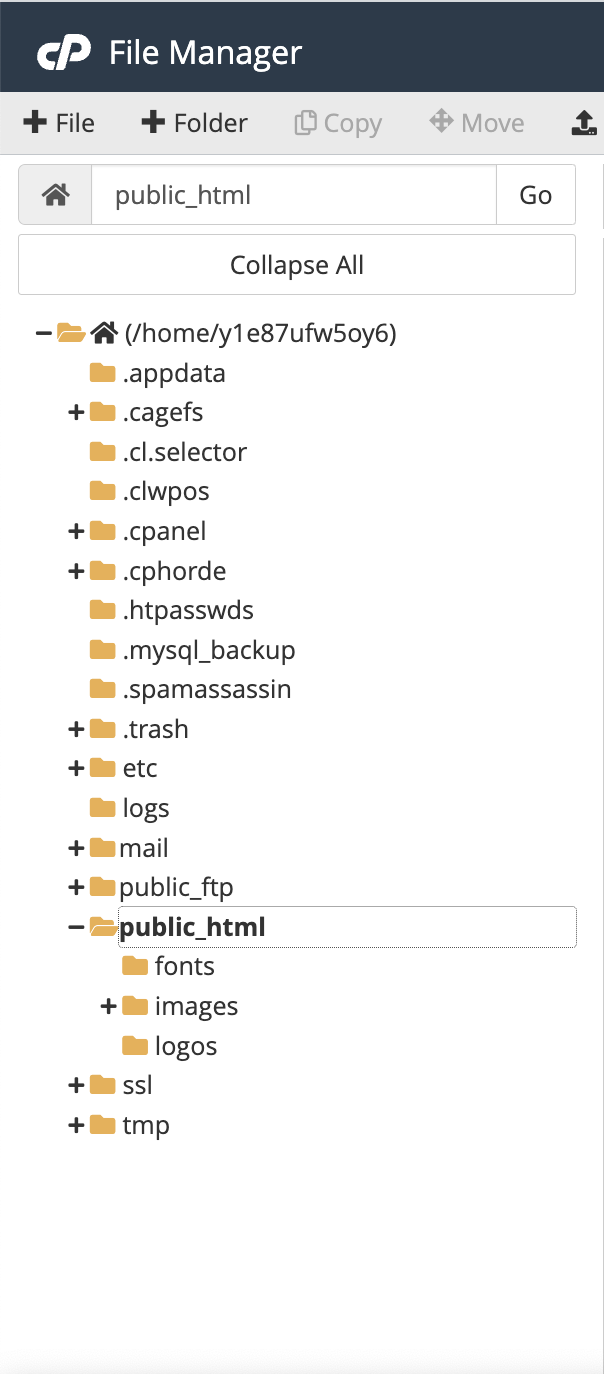 cP File Manager
File Folder Copy Move
public_html Go
Collapse All
(/home/y1e87ufw5oy6)
.appdata
.cagefs
.cl.selector
.clwpos
.cpanel
.cphorde
.htpasswds
.mysql_backup
.spamassassin
.trash
etc
logs
mail
public_ftp
public_html
fonts
images
logos
ssl
tmp